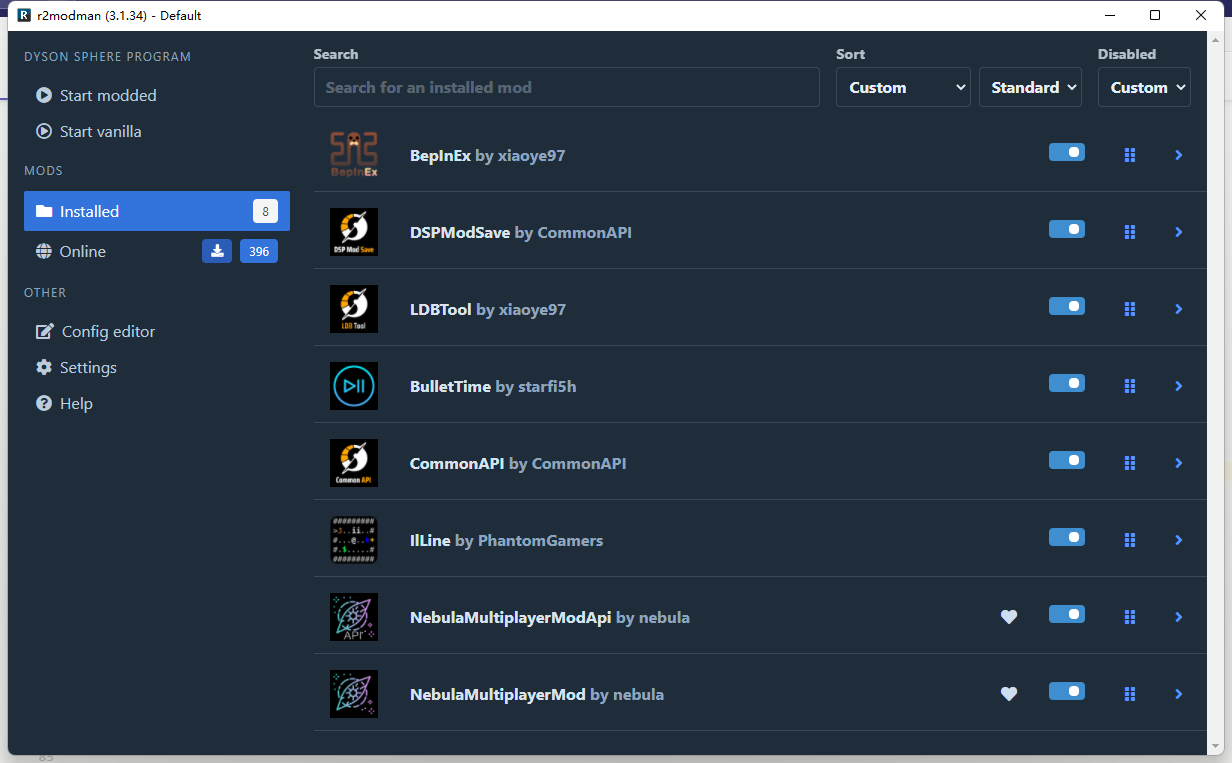 r2modman (3.1.34) - Default
DYSON SPHERE PROGRAM
Start modded
Start vanilla
MODS
Installed 8
Online 396
OTHER
Config editor
Settings
Help
Search
Search for an installed mod
Sort
Custom
Standard
Disabled
Custom
BepInEx
BepInEx by xiaoye97
DSP Mod Save
DSPModSave by CommonAPI
LDB Tool
LDBTool by xiaoye97
BulletTime by starfi5h
Common API
CommonAPI by CommonAPI
IlLine by PhantomGamers
API
NebulaMultiplayerModApi by nebula
NebulaMultiplayerMod by nebula
85